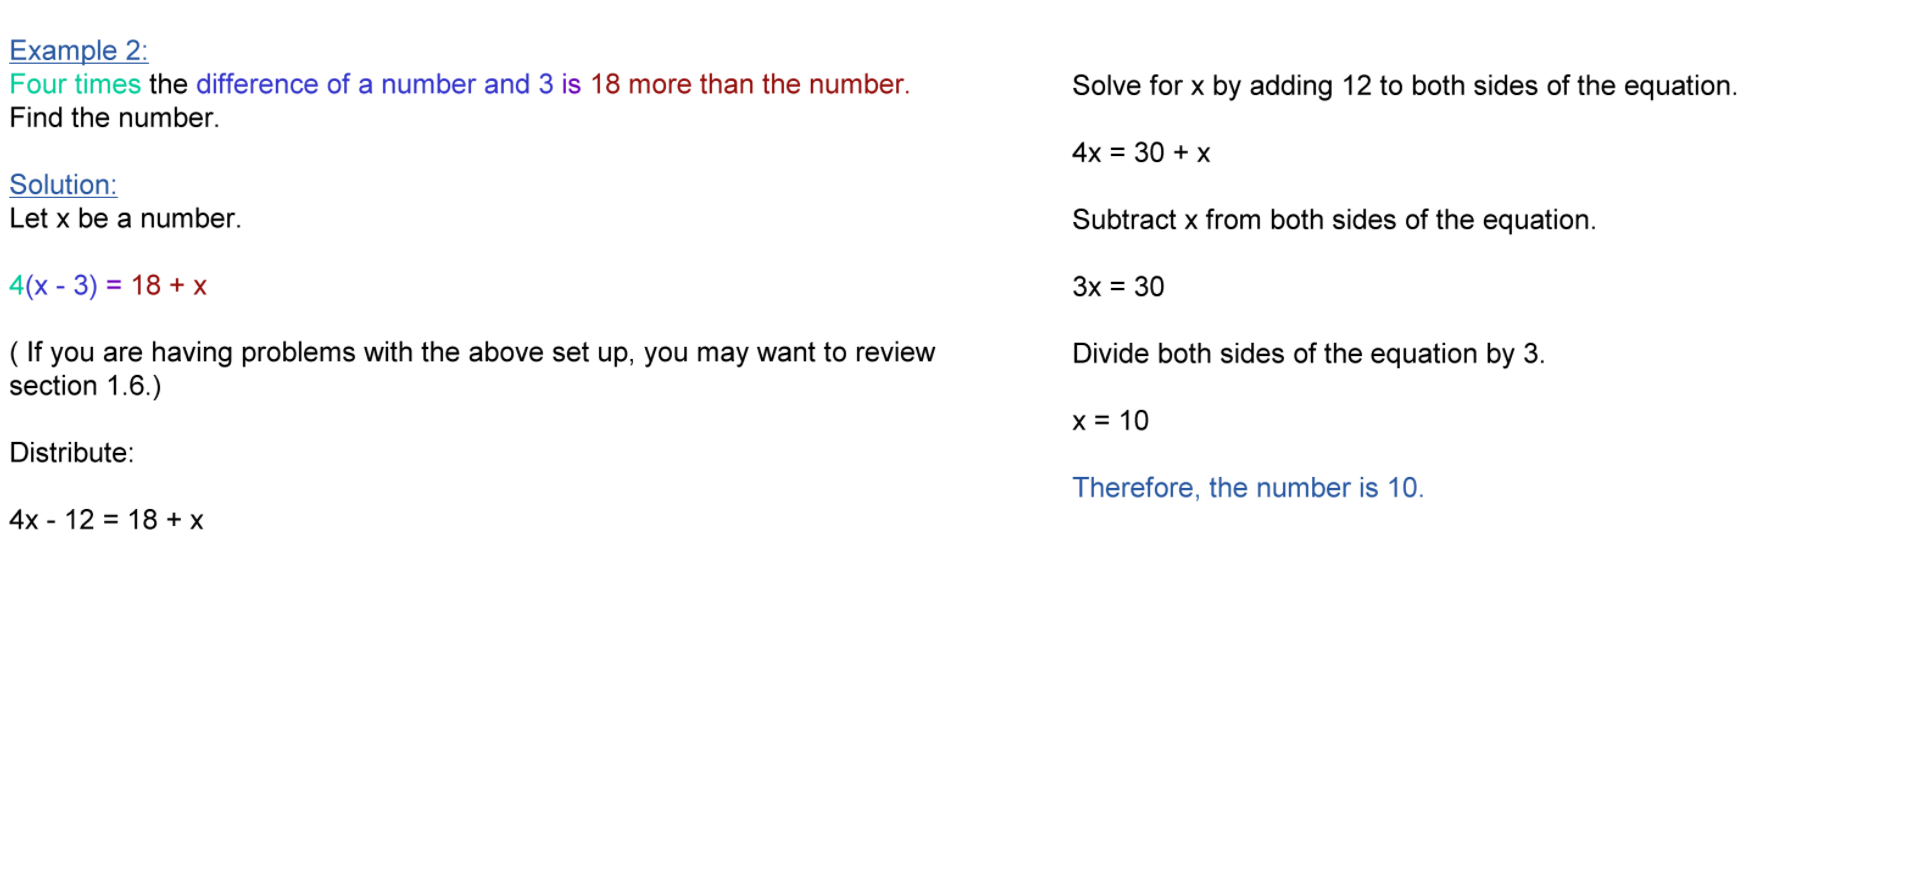 Example 2:
Four times the difference of a number and 3 is 18 more than the number.
Find the number.
Solution:
Let x be a number.
4(x - 3) = 18 + x
( If you are having problems with the above set up, you may want to review
section 1.6.)
Distribute:
4x - 12 = 18 + x
Solve for x by adding 12 to both sides of the equation.
4x = 30 + x
Subtract x from both sides of the equation.
3x = 30
Divide both sides of the equation by 3.
x = 10
Therefore, the number is 10.